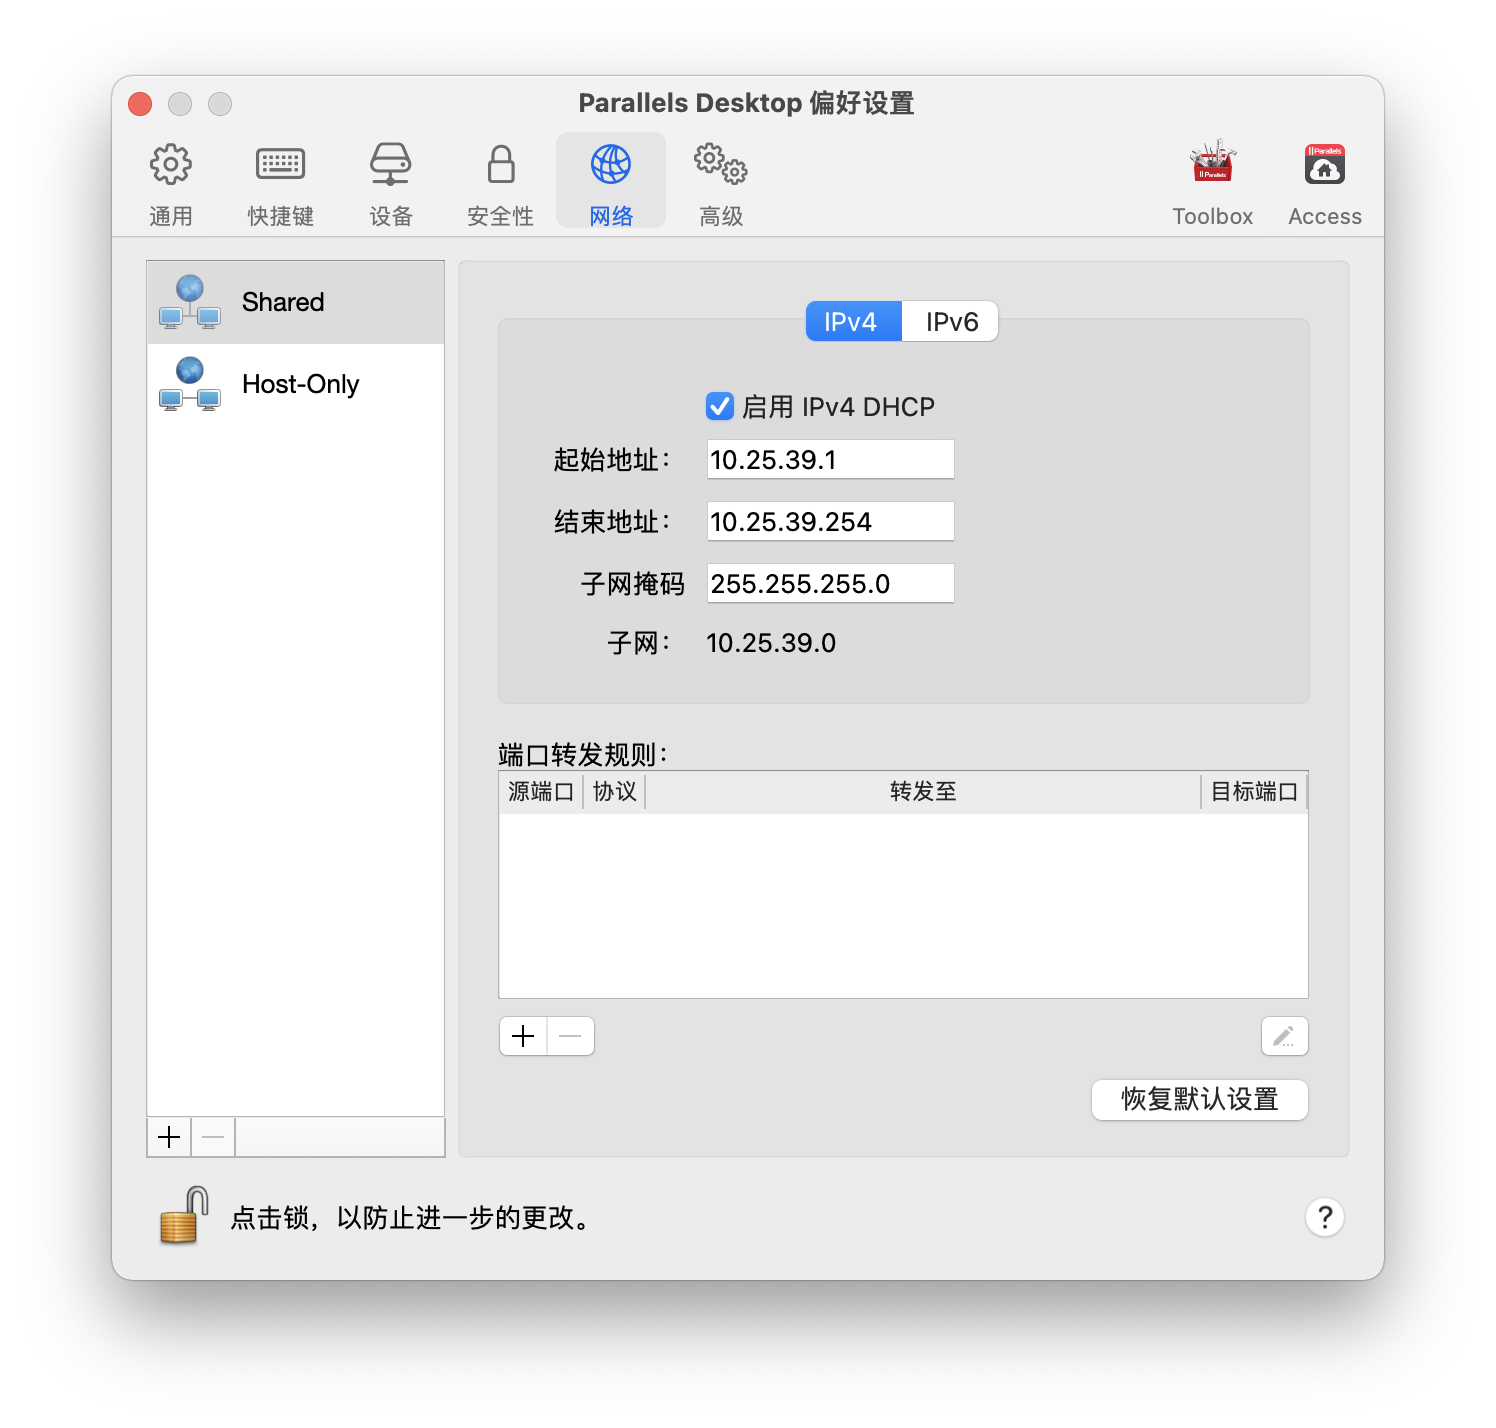 Parallels Desktop 偏好设置
通用 快捷键 设备 安全性 网络 高级 Toolbox Access
Parallels
Parallels
Shared
Host-Only
IPv4 IPv6
启用 IPv4 DHCP
起始地址： 10.25.39.1
结束地址： 10.25.39.254
子网掩码 255.255.255.0
子网： 10.25.39.0
端口转发规则：
源端口 协议 转发至 目标端口
恢复默认设置
点击锁，以防止进一步的更改。
?